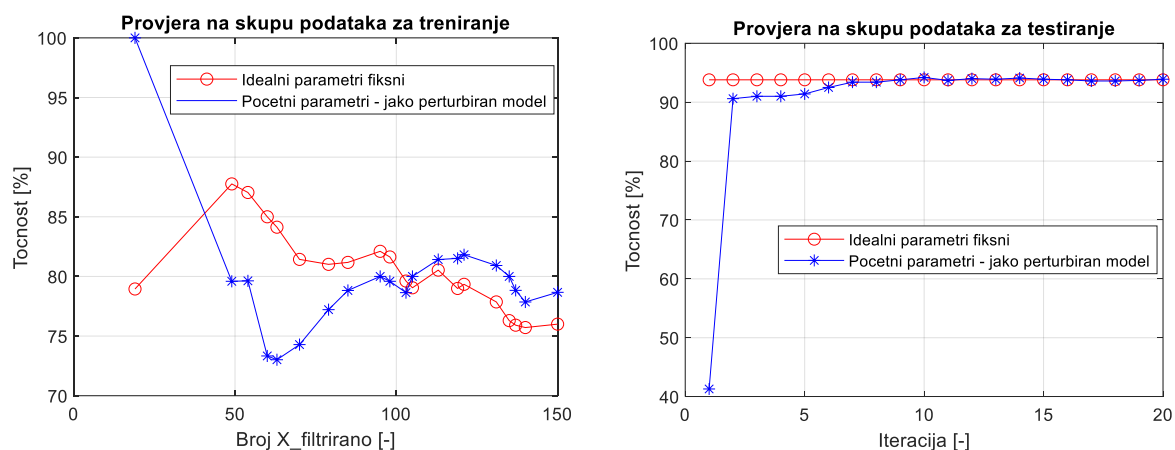 Provjera na skupu podataka za treniranje
100
95
90
85
80
75
70
Tocnost [%]
Idealni parametri fiksni
Pocetni parametri - jako perturbiran model
0
50
100
150
Broj X_filtrirano [-]
Provjera na skupu podataka za testiranje
100
90
80
70
60
50
40
Tocnost [%]
Idealni parametri fiksni
Pocetni parametri - jako perturbiran model
0
5
10
15
20
Iteracija [-]